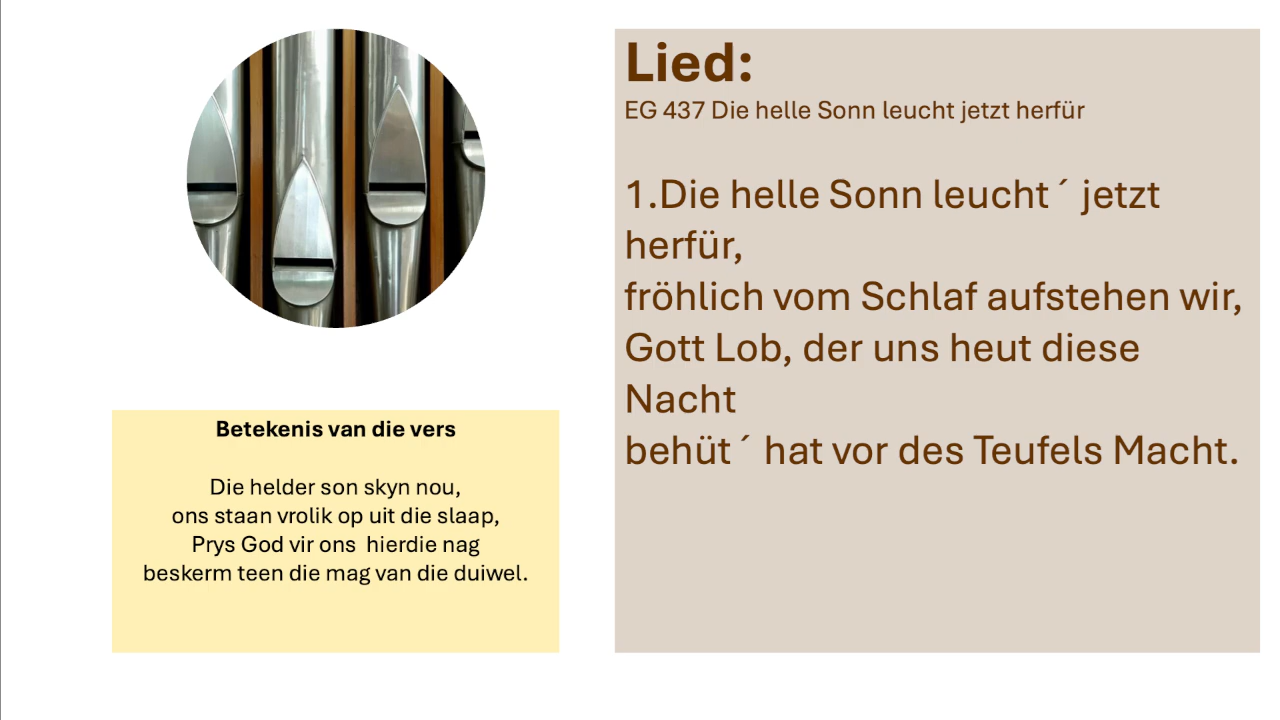 Lied:
EG 437 Die helle Sonn leucht jetzt herfür
1.Die helle Sonn leucht ´ jetzt
herfür,
fröhlich vom Schlaf aufstehen wir,
Gott Lob, der uns heut diese
Nacht
behüt ´ hat vor des Teufels Macht.
Betekenis van die vers
Die helder son skyn nou,
ons staan vrolik op uit die slaap,
Prys God vir ons  hierdie nag
beskerm teen die mag van die duiwel.